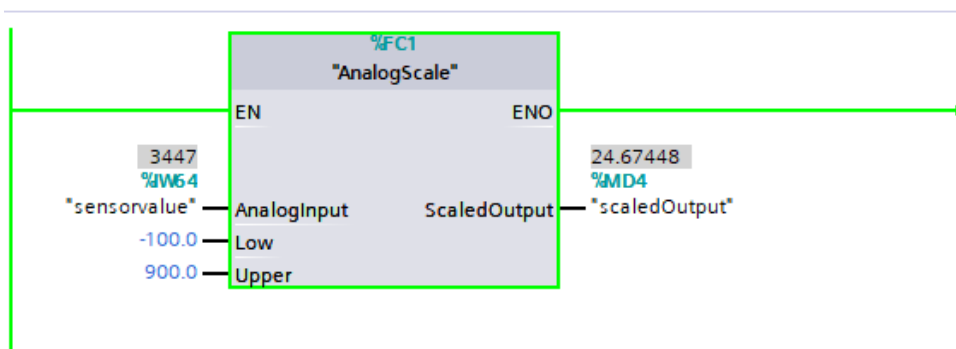 %FC1
"AnalogScale"
EN ENO
3447 24.67448
%IW64 %MD4
"sensorvalue" AnalogInput ScaledOutput "scaledOutput"
-100.0 Low
900.0 Upper